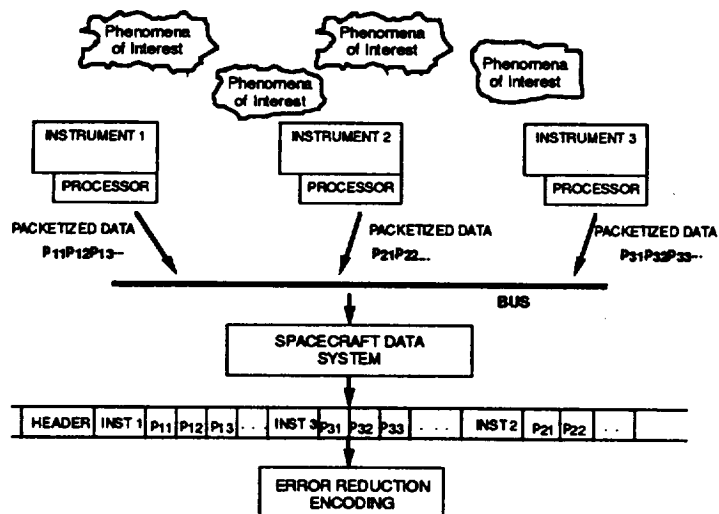 Phenomena
of Interest
Phenomena
of Interest
Phenomena
of Interest
Phenomena
of Interest
INSTRUMENT 1
PROCESSOR
INSTRUMENT 2
PROCESSOR
INSTRUMENT 3
PROCESSOR
PACKETIZED DATA
P11P12P13...
PACKETIZED DATA
P21P22...
PACKETIZED DATA
P31P32P33...
BUS
SPACECRAFT DATA
SYSTEM
HEADER INST 1 P11 P12 P13 ... INST 3 P31 P32 P33 .... INST 2 P21 P22 ..
ERROR REDUCTION
ENCODING